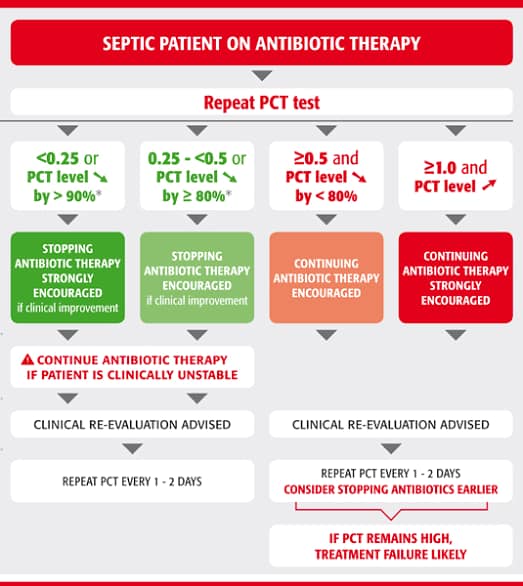 SEPTIC PATIENT ON ANTIBIOTIC THERAPY
Repeat PCT test
<0.25 or
PCT level ↘
by > 90%*
0.25 - <0.5 or
PCT level ↘
by ≥ 80%*
≥0.5 and
PCT level ↘
by < 80%
≥1.0 and
PCT level ↗
STOPPING
ANTIBIOTIC THERAPY
STRONGLY
ENCOURAGED
if clinical improvement
STOPPING
ANTIBIOTIC THERAPY
ENCOURAGED
if clinical improvement
CONTINUING
ANTIBIOTIC THERAPY
ENCOURAGED
CONTINUING
ANTIBIOTIC THERAPY
STRONGLY
ENCOURAGED
CONTINUE ANTIBIOTIC THERAPY
IF PATIENT IS CLINICALLY UNSTABLE
CLINICAL RE-EVALUATION ADVISED
REPEAT PCT EVERY 1 - 2 DAYS
CLINICAL RE-EVALUATION ADVISED
REPEAT PCT EVERY 1 - 2 DAYS
CONSIDER STOPPING ANTIBIOTICS EARLIER
IF PCT REMAINS HIGH,
TREATMENT FAILURE LIKELY